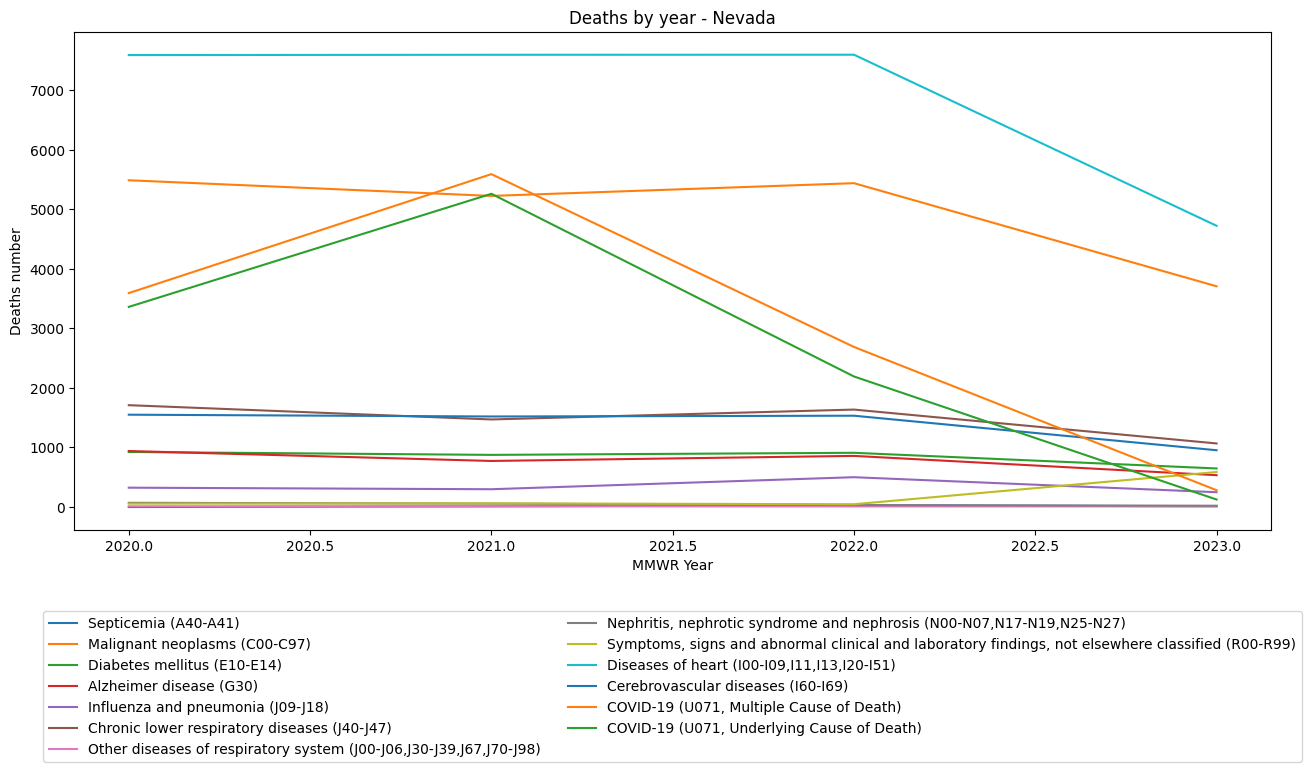 Deaths by year - Nevada
7000
6000
5000
4000
3000
2000
1000
0
Deaths number
2020.0 2020.5 2021.0 2021.5 2022.0 2022.5 2023.0
MMWR Year
Septicemia (A40-A41)
Malignant neoplasms (C00-C97)
Diabetes mellitus (E10-E14)
Alzheimer disease (G30)
Influenza and pneumonia (J09-J18)
Chronic lower respiratory diseases (J40-J47)
Other diseases of respiratory system (J00-J06,J30-J39,J67,J70-J98)
Nephritis, nephrotic syndrome and nephrosis (N00-N07,N17-N19,N25-N27)
Symptoms, signs and abnormal clinical and laboratory findings, not elsewhere classified (R00-R99)
Diseases of heart (I00-I09,I11,I13,I20-I51)
Cerebrovascular diseases (I60-I69)
COVID-19 (U071, Multiple Cause of Death)
COVID-19 (U071, Underlying Cause of Death)